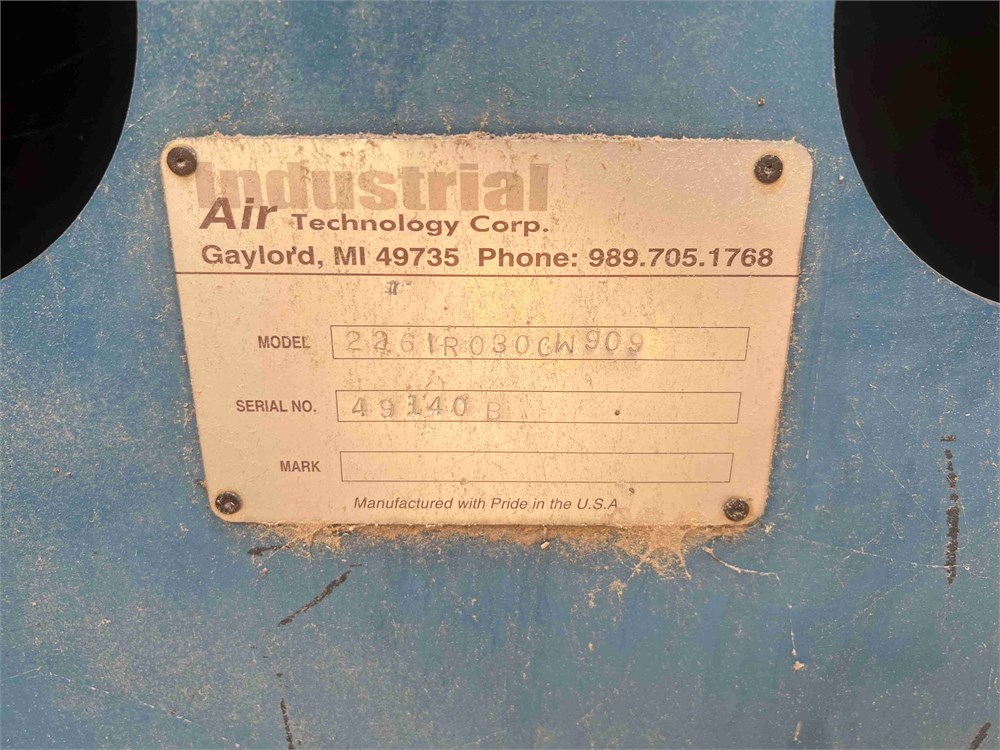 Industrial
Air Technology Corp.
Gaylord, MI 49735 Phone: 989.705.1768
MODEL 2261R030CW909
SERIAL NO. 49140B
MARK
Manufactured with Pride in the U.S.A